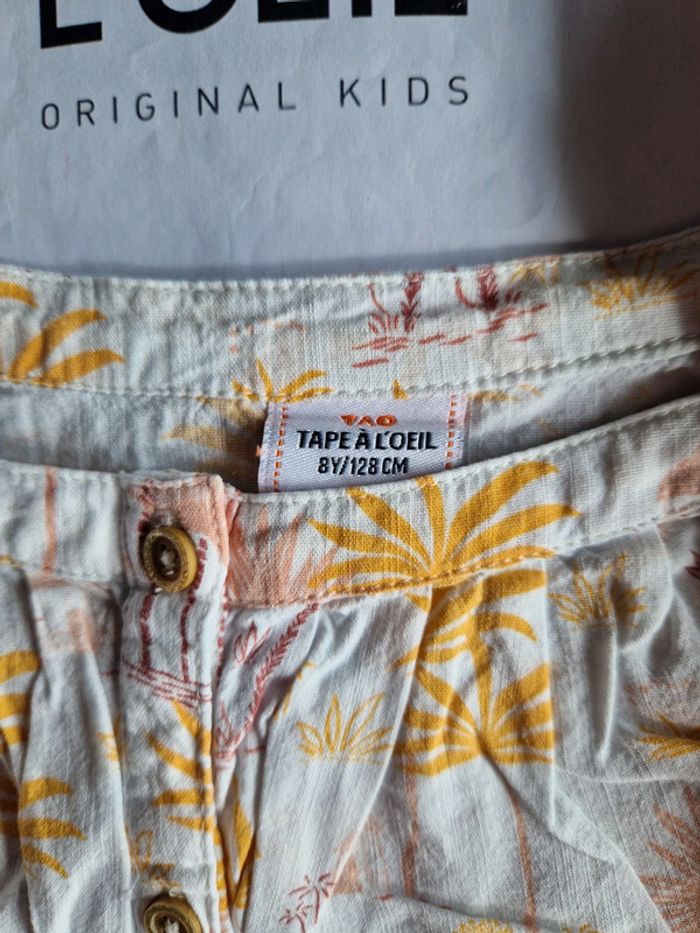 L'OEIL
ORIGINAL KIDS
TAO
TAPE À L'OEIL
8Y/128 CM